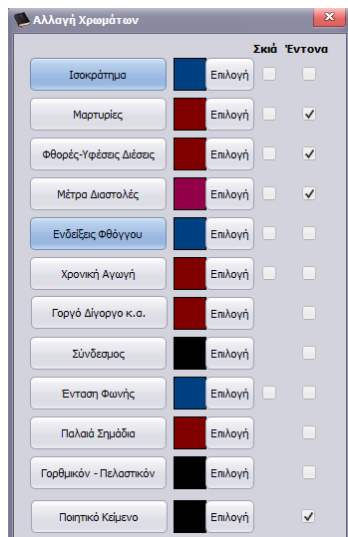 Αλλαγή Χρωμάτων
Σκιά Έντονα
Ισοκράτημα Επιλογή
Μαρτυρίες Επιλογή
Φθορές-Υφέσεις Διέσεις Επιλογή
Μέτρα Διαστολές Επιλογή
Ενδείξεις Φθόγγου Επιλογή
Χρονική Αγωγή Επιλογή
Γοργό Δίγοργο κ.α. Επιλογή
Σύνδεσμος Επιλογή
Ένταση Φωνής Επιλογή
Παλαιά Σημάδια Επιλογή
Γορθμικόν - Πελαστικόν Επιλογή
Ποιητικό Κείμενο Επιλογή